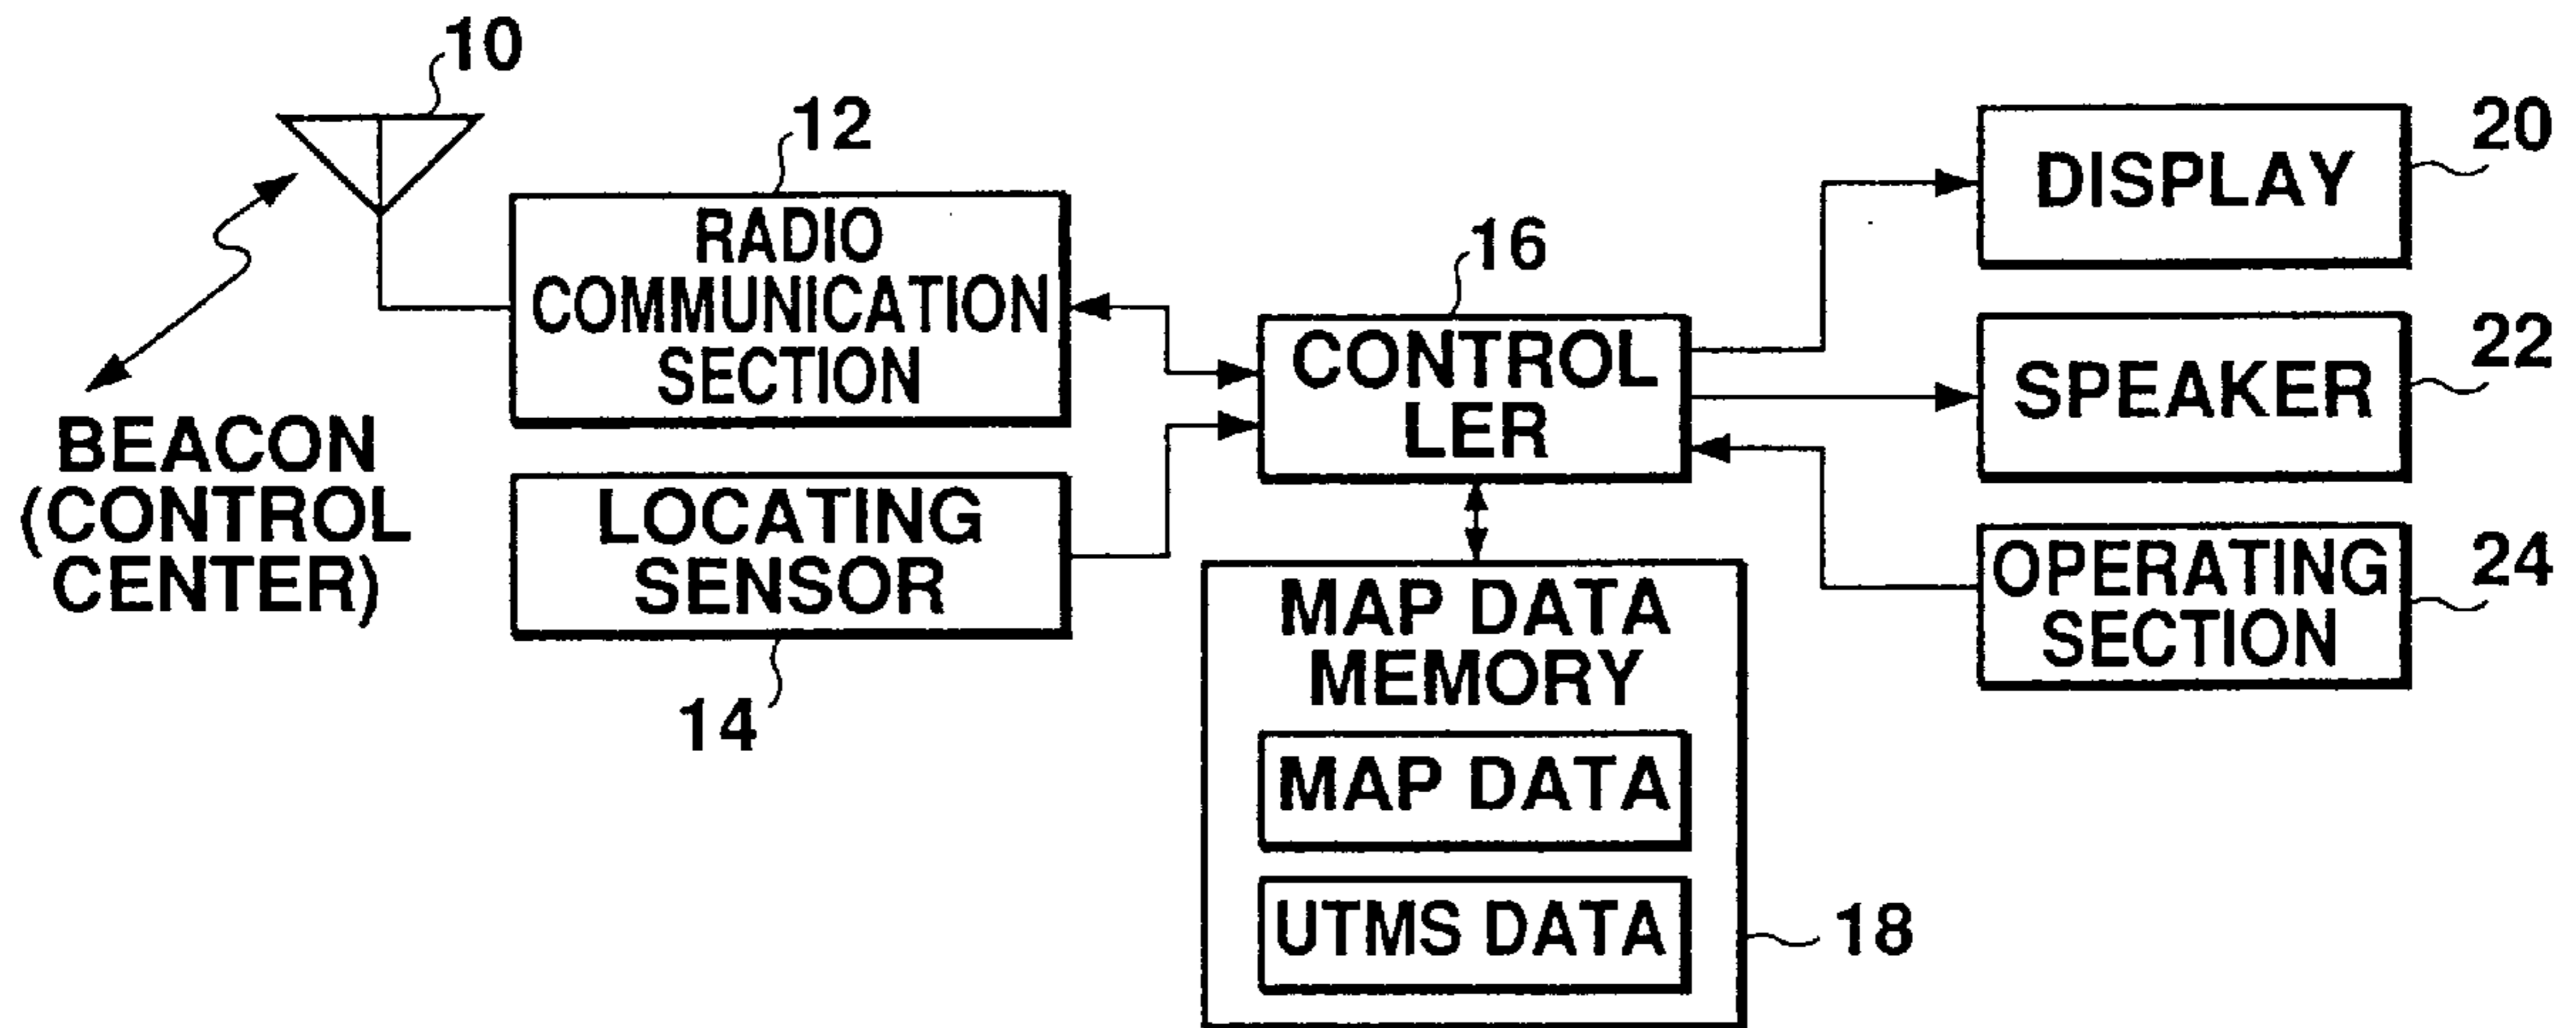 10
12
RADIO
COMMUNICATION
SECTION
BEACON
(CONTROL
CENTER)
LOCATING
SENSOR
14
16
CONTROL
LER
MAP DATA
MEMORY
MAP DATA
UTMS DATA
18
DISPLAY
20
SPEAKER
22
OPERATING
SECTION
24